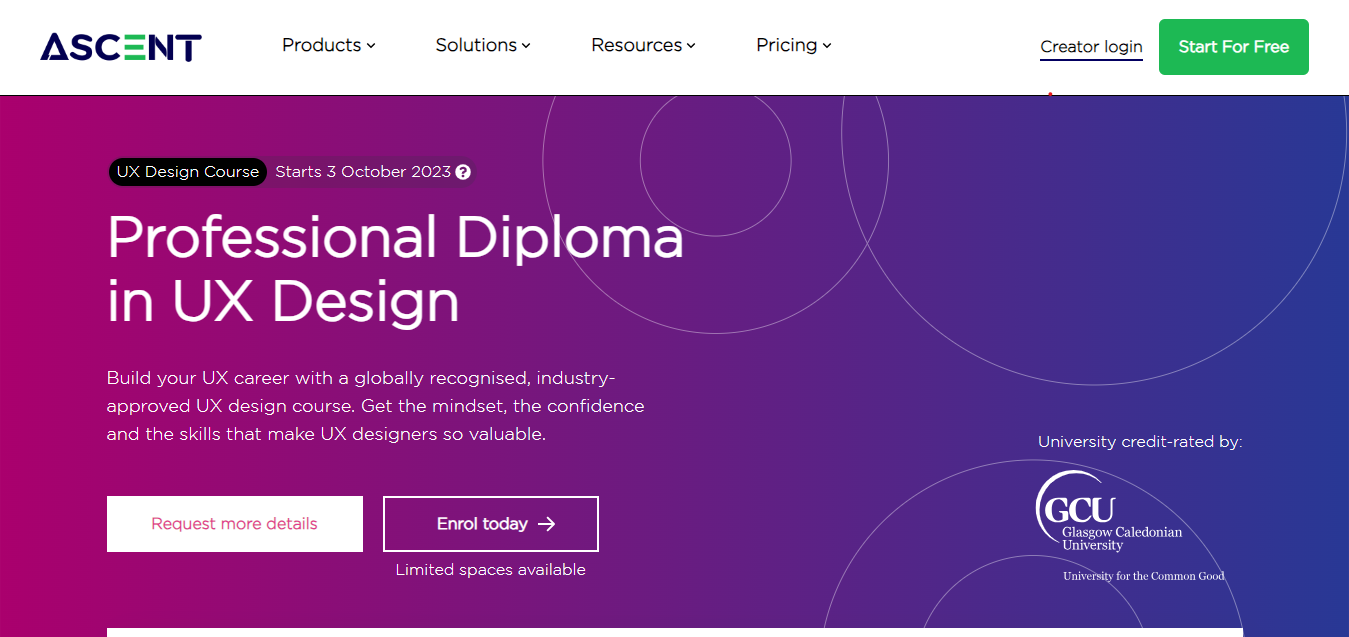 ASCENT
Products
Solutions
Resources
Pricing
Creator login
Start For Free
UX Design Course
Starts 3 October 2023 ?
Professional Diploma
in UX Design
Build your UX career with a globally recognised, industry-
approved UX design course. Get the mindset, the confidence
and the skills that make UX designers so valuable.
Request more details
Enrol today →
Limited spaces available
University credit-rated by:
GCU
Glasgow Caledonian
University
University for the Common Good